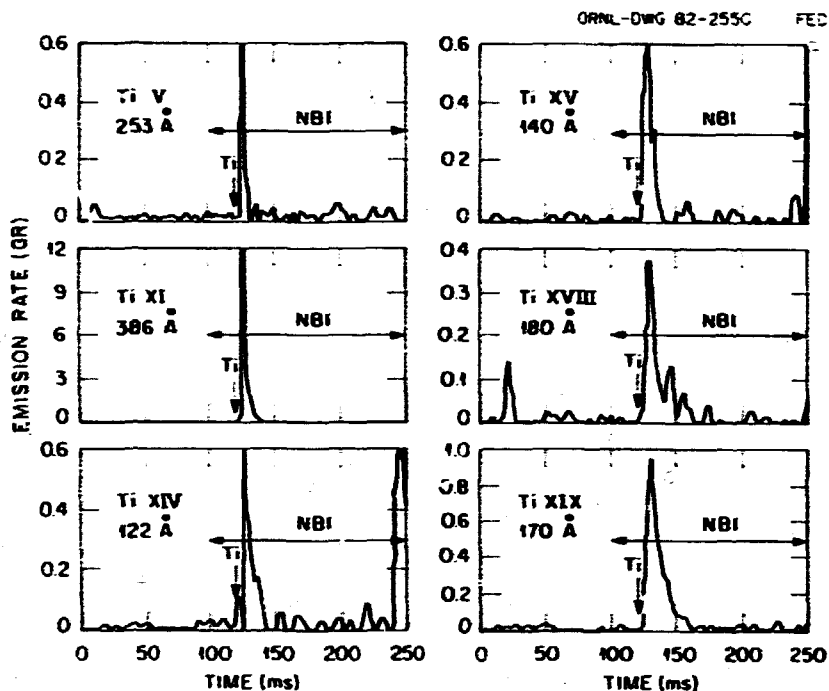 ORNL-DWG 82-255C FED
EMISSION RATE (GR)
0.6
0.4
0.2
0
Ti V
253 Å
NBI
Ti
0.6
0.4
0.2
0
Ti XV
140 Å
NBI
Ti
12
9
6
3
0
Ti XI
386 Å
NBI
Ti
0.4
0.3
0.2
0.1
0
Ti XVIII
180 Å
NBI
Ti
0.6
0.4
0.2
0
Ti XIV
122 Å
NBI
Ti
0 50 100 150 200 250
TIME (ms)
1.0
0.8
0.6
0.4
0.2
0
Ti XIX
170 Å
NBI
Ti
0 50 100 150 200 250
TIME (ms)